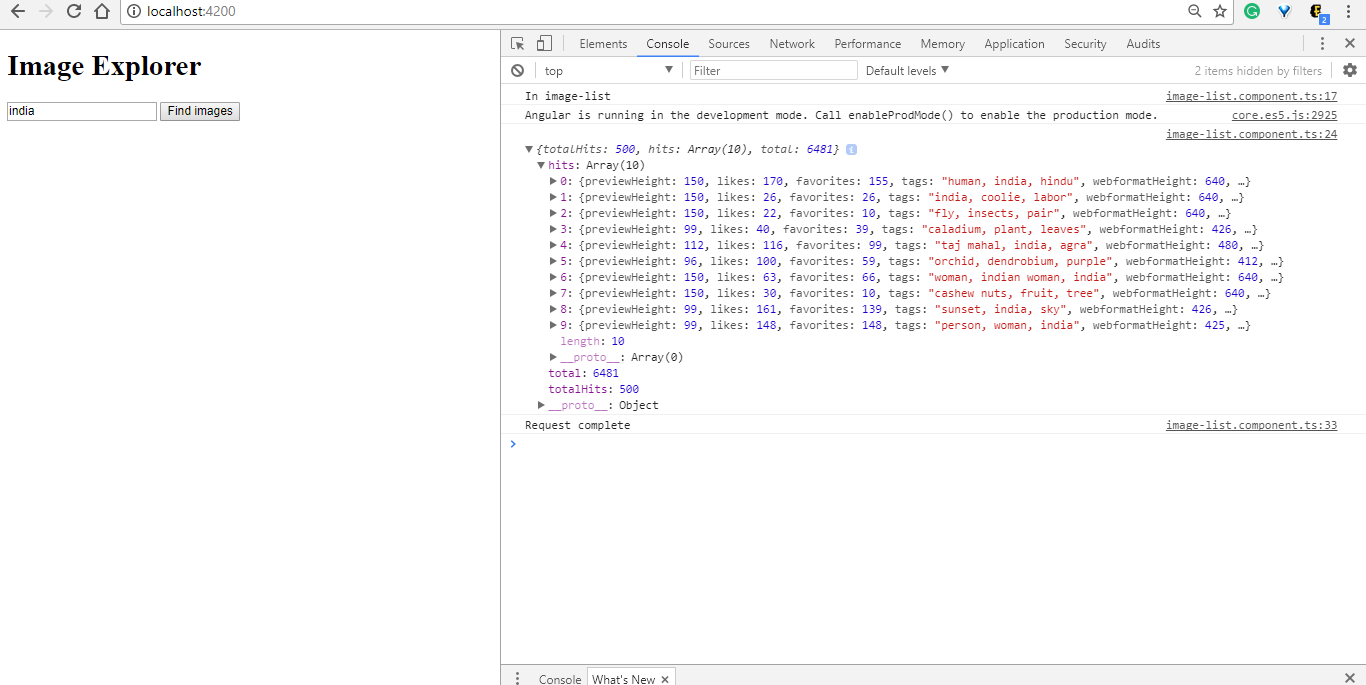 localhost:4200
2
Image Explorer
india Find images
Elements Console Sources Network Performance Memory Application Security Audits
top Filter Default levels 2 items hidden by filters
In image-list image-list.component.ts:17
Angular is running in the development mode. Call enableProdMode() to enable the production mode. core.es5.js:2925
image-list.component.ts:24
{totalHits: 500, hits: Array(10), total: 6481}
hits: Array(10)
0: {previewHeight: 150, likes: 170, favorites: 155, tags: "human, india, hindu", webformatHeight: 640, …}
1: {previewHeight: 150, likes: 26, favorites: 26, tags: "india, coolie, labor", webformatHeight: 640, …}
2: {previewHeight: 150, likes: 22, favorites: 10, tags: "fly, insects, pair", webformatHeight: 640, …}
3: {previewHeight: 99, likes: 40, favorites: 39, tags: "caladium, plant, leaves", webformatHeight: 426, …}
4: {previewHeight: 112, likes: 116, favorites: 99, tags: "taj mahal, india, agra", webformatHeight: 480, …}
5: {previewHeight: 96, likes: 100, favorites: 59, tags: "orchid, dendrobium, purple", webformatHeight: 412, …}
6: {previewHeight: 150, likes: 63, favorites: 66, tags: "woman, indian woman, india", webformatHeight: 640, …}
7: {previewHeight: 150, likes: 30, favorites: 10, tags: "cashew nuts, fruit, tree", webformatHeight: 640, …}
8: {previewHeight: 99, likes: 161, favorites: 139, tags: "sunset, india, sky", webformatHeight: 426, …}
9: {previewHeight: 99, likes: 148, favorites: 148, tags: "person, woman, india", webformatHeight: 425, …}
length: 10
__proto__: Array(0)
total: 6481
totalHits: 500
__proto__: Object
Request complete image-list.component.ts:33
Console What's New